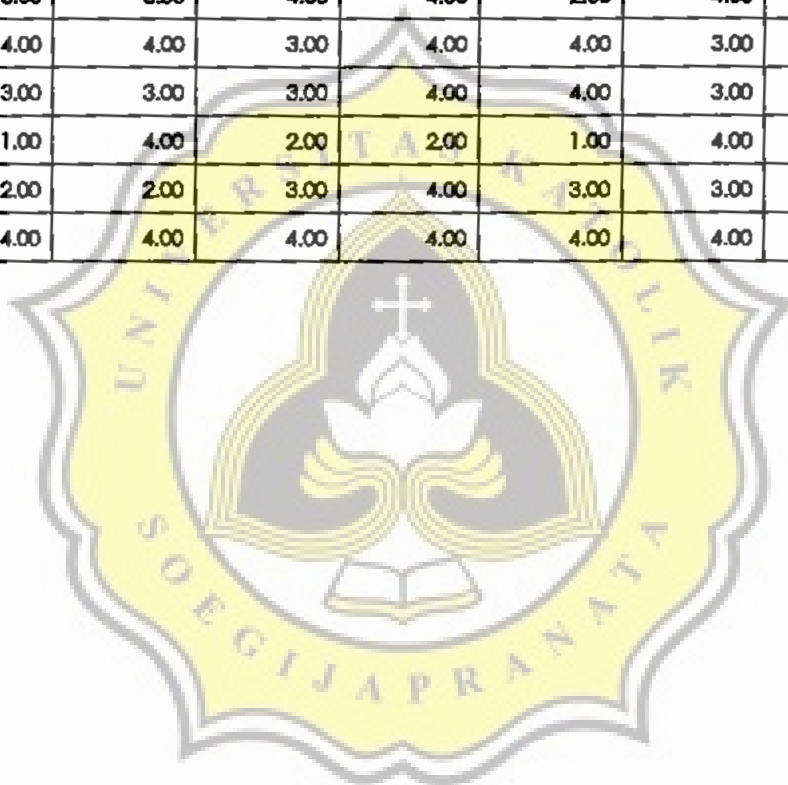 4.00 4.00 3.00 4.00 4.00 3.00
3.00 3.00 3.00 4.00 4.00 3.00
1.00 4.00 2.00 2.00 1.00 4.00
2.00 2.00 3.00 4.00 3.00 3.00
4.00 4.00 4.00 4.00 4.00 4.00
UNIVERSITAS KATOLIK
SOEGIJAPRANATA